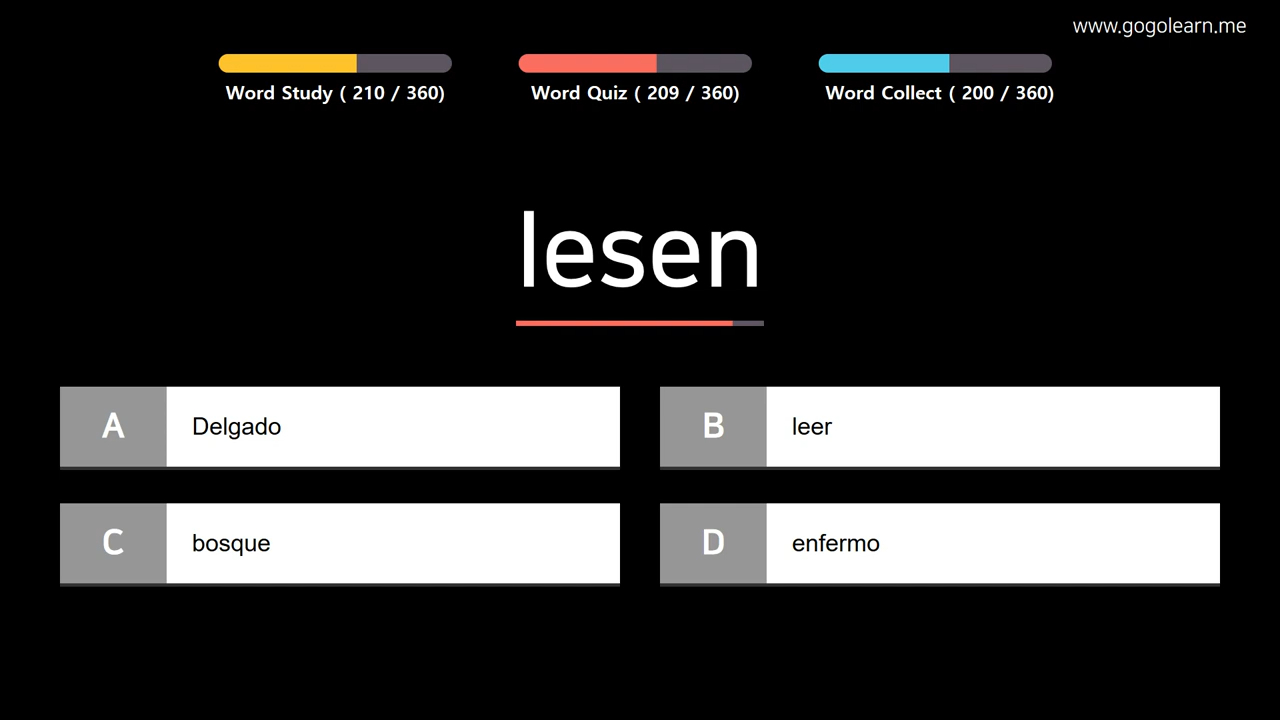 www.gogolearn.me
Word Study ( 210 / 360)
Word Quiz ( 209 / 360)
Word Collect ( 200 / 360)
lesen
A Delgado
B leer
C bosque
D enfermo